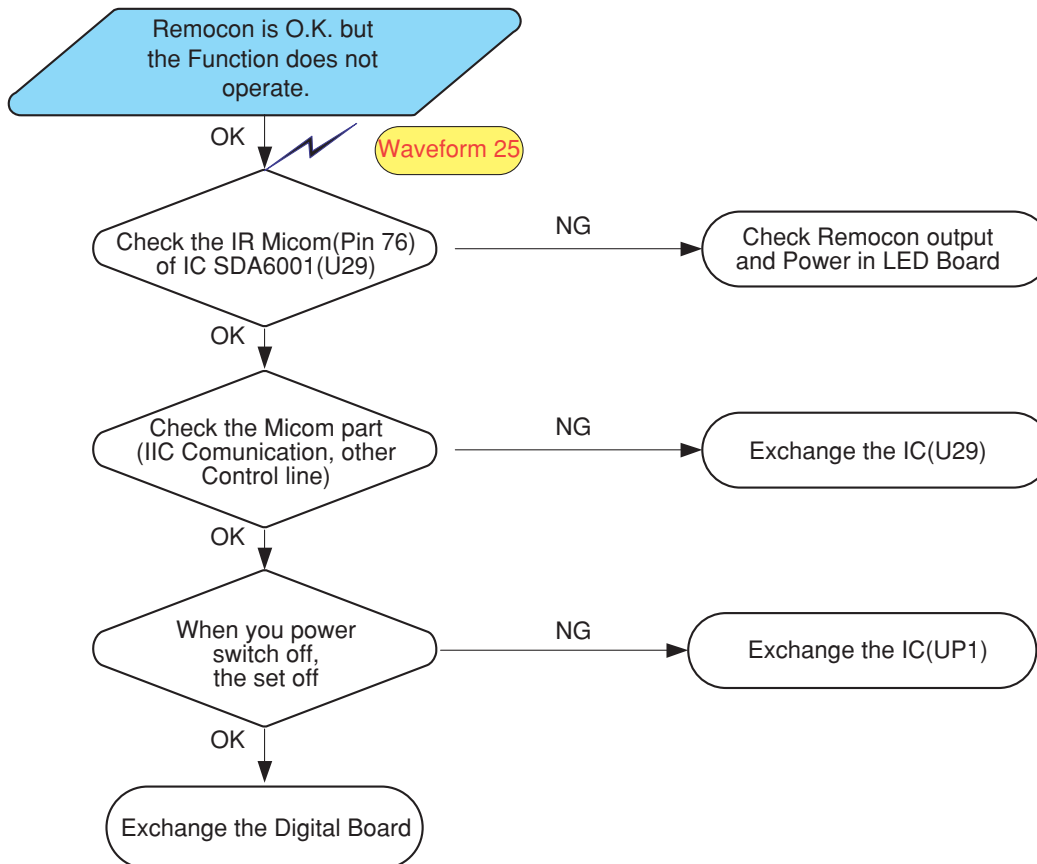 Remocon is O.K. but
the Function does not
operate.
OK
Waveform 25
Check the IR Micom(Pin 76)
of IC SDA6001(U29)
NG
Check Remocon output
and Power in LED Board
OK
Check the Micom part
(IIC Comunication, other
Control line)
NG
Exchange the IC(U29)
OK
When you power
switch off,
the set off
NG
Exchange the IC(UP1)
OK
Exchange the Digital Board